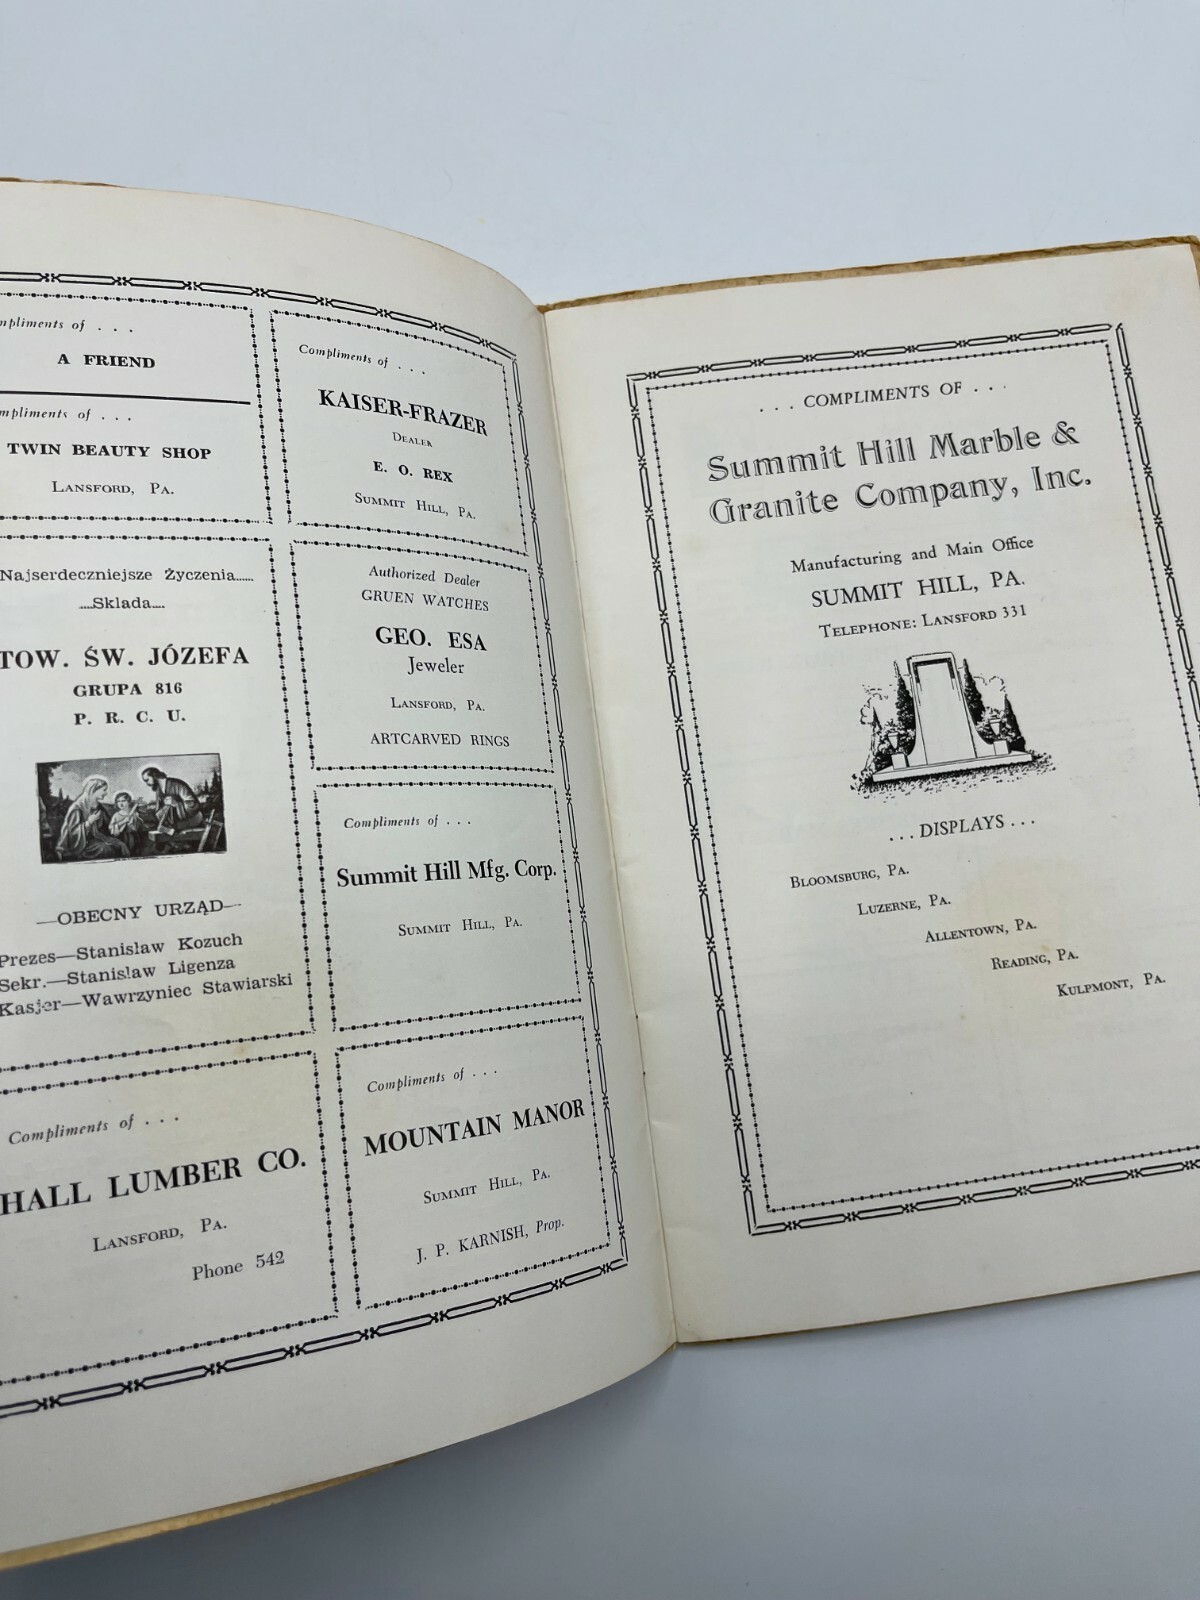 Compliments of . . .
A FRIEND
Compliments of . . .
TWIN BEAUTY SHOP
LANSFORD, PA.
Najserdeczniejsze Życzenia......
....Sklada....
TOW. ŚW. JÓZEFA
GRUPA 816
P. R. C. U.
—OBECNY URZĄD—
Prezes—Stanislaw Kozuch
Sekr.—Stanislaw Ligenza
Kasjer—Wawrzyniec Stawiarski
Compliments of . . .
HALL LUMBER CO.
LANSFORD, PA.
Phone 542
Compliments of . . .
KAISER-FRAZER
DEALER
E. O. REX
SUMMIT HILL, PA.
Authorized Dealer
GRUEN WATCHES
GEO. ESA
Jeweler
LANSFORD, PA.
ARTCARVED RINGS
Compliments of . . .
Summit Hill Mfg. Corp.
SUMMIT HILL, PA.
Compliments of . . .
MOUNTAIN MANOR
SUMMIT HILL, PA.
J. P. KARNISH, Prop.
. . . COMPLIMENTS OF . . .
Summit Hill Marble &
Granite Company, Inc.
Manufacturing and Main Office
SUMMIT HILL, PA.
TELEPHONE: LANSFORD 331
. . . DISPLAYS . . .
BLOOMSBURG, PA.
LUZERNE, PA.
ALLENTOWN, PA.
READING, PA.
KULPMONT, PA.